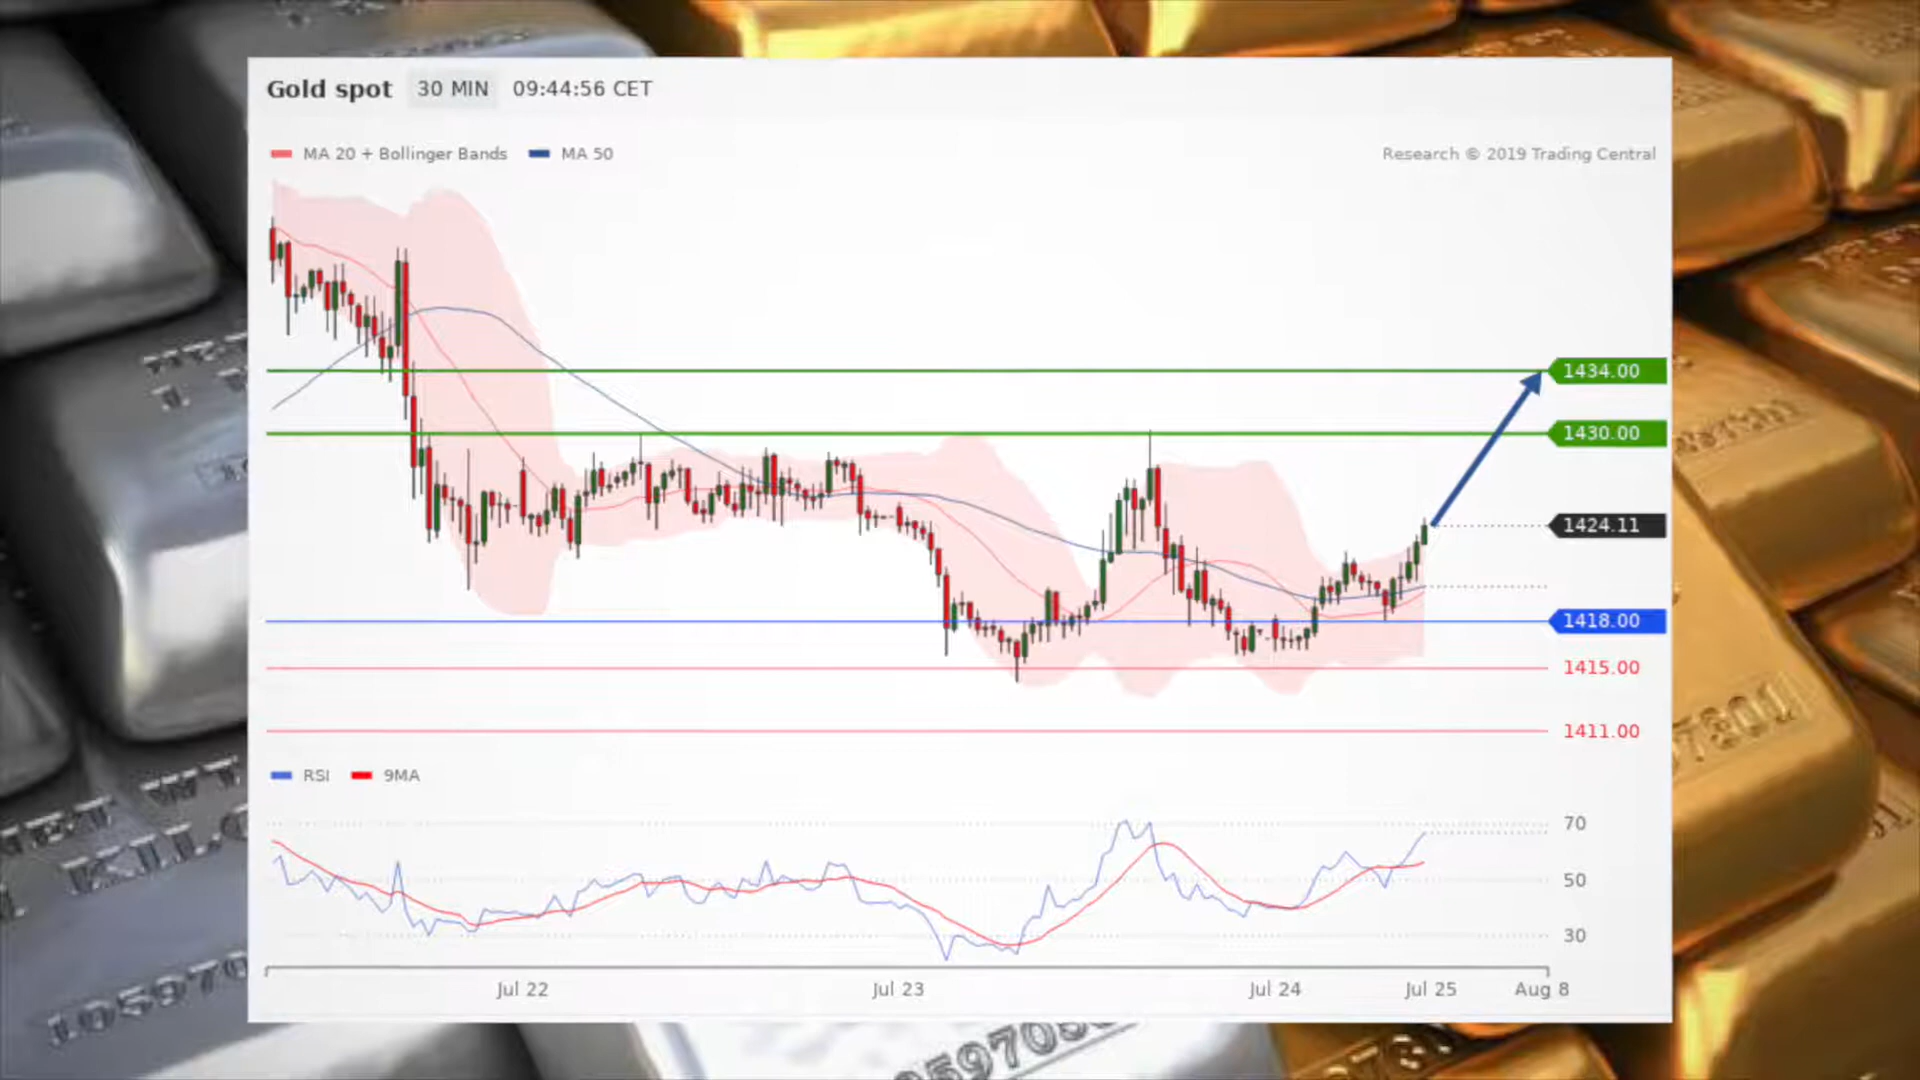 Gold spot 30 MIN 09:44:56 CET
MA 20 + Bollinger Bands MA 50
Research © 2019 Trading Central
1434.00
1430.00
1424.11
1418.00
1415.00
1411.00
RSI 9MA
70
50
30
Jul 22 Jul 23 Jul 24 Jul 25 Aug 8